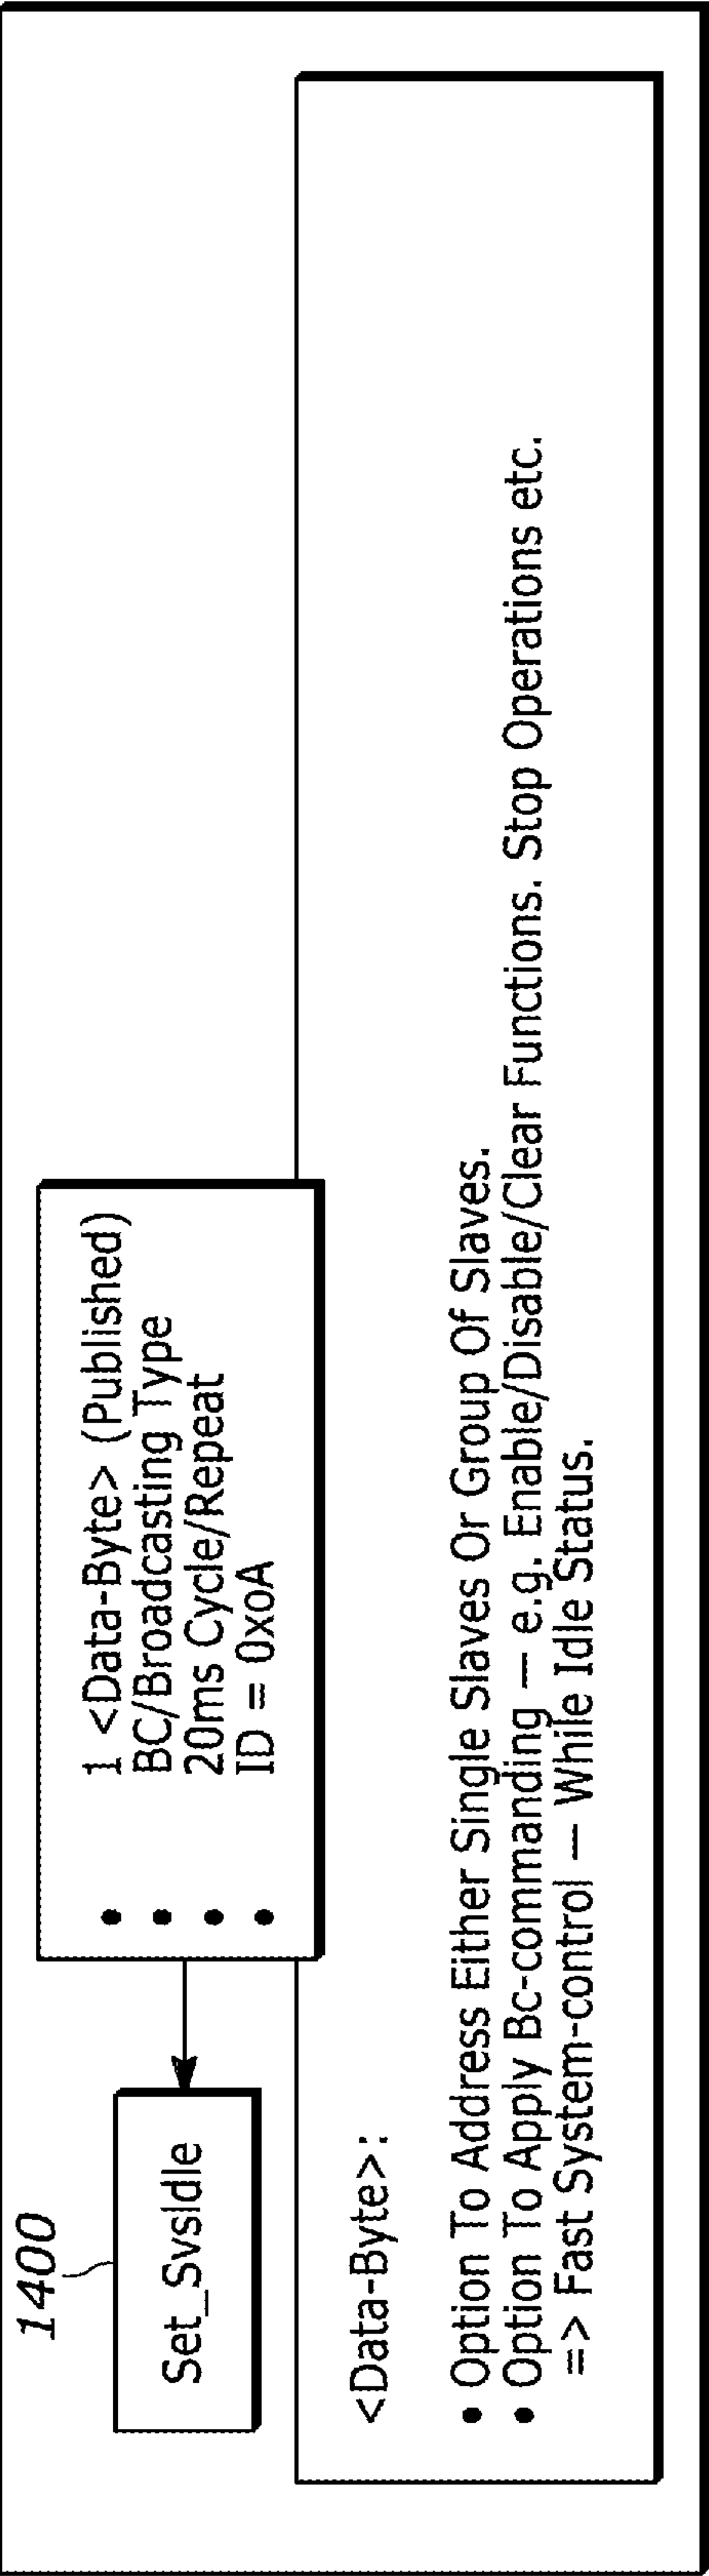 1400
Set_SvsIdle
• 1 <Data-Byte> (Published)
• BC/Broadcasting Type
• 20ms Cycle/Repeat
• ID = 0xoA
<Data-Byte>:
• Option To Address Either Single Slaves Or Group Of Slaves.
• Option To Apply Bc-commanding — e.g. Enable/Disable/Clear Functions. Stop Operations etc.
=> Fast System-control — While Idle Status.